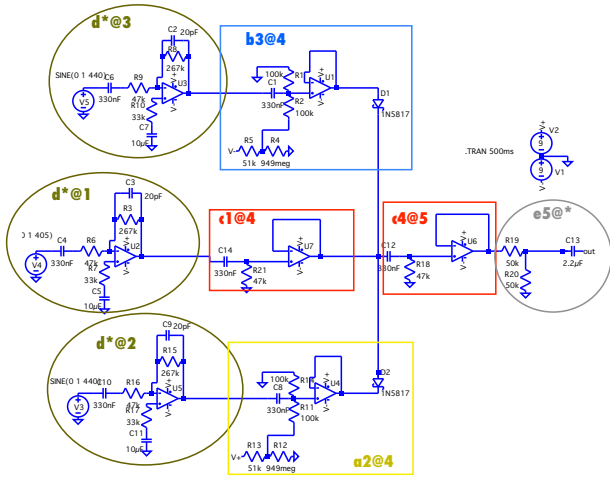 d*@3
C2
20pF
R8
267k
SINE(0 1 440)
C6
330nF
R9
47k
V5
R10
33k
C7
10µF
U3
V+
V-
b3@4
100k
R1
C1
330nF
R2
100k
U1
V+
V-
V-
R5
51k
R4
949meg
D1
1N5817
.TRAN 500ms
V+
9
V2
9
V1
V-
d*@1
C3
20pF
R3
267k
0 1 405)
C4
330nF
R6
47k
V4
R7
33k
C5
10µF
U2
V+
V-
c1@4
C14
330nF
R21
47k
U7
V+
V-
c4@5
C12
330nF
R18
47k
U6
V+
V-
e5@*
R19
50k
R20
50k
C13
2.2µF
out
d*@2
C9
20pF
R15
267k
SINE(0 1 440)
C10
330nF
R16
47k
V3
R17
33k
C11
10µF
U5
V+
V-
100k
R14
C8
330nF
R11
100k
U4
V+
V-
V+
R13
51k
R12
949meg
D2
1N5817
a2@4